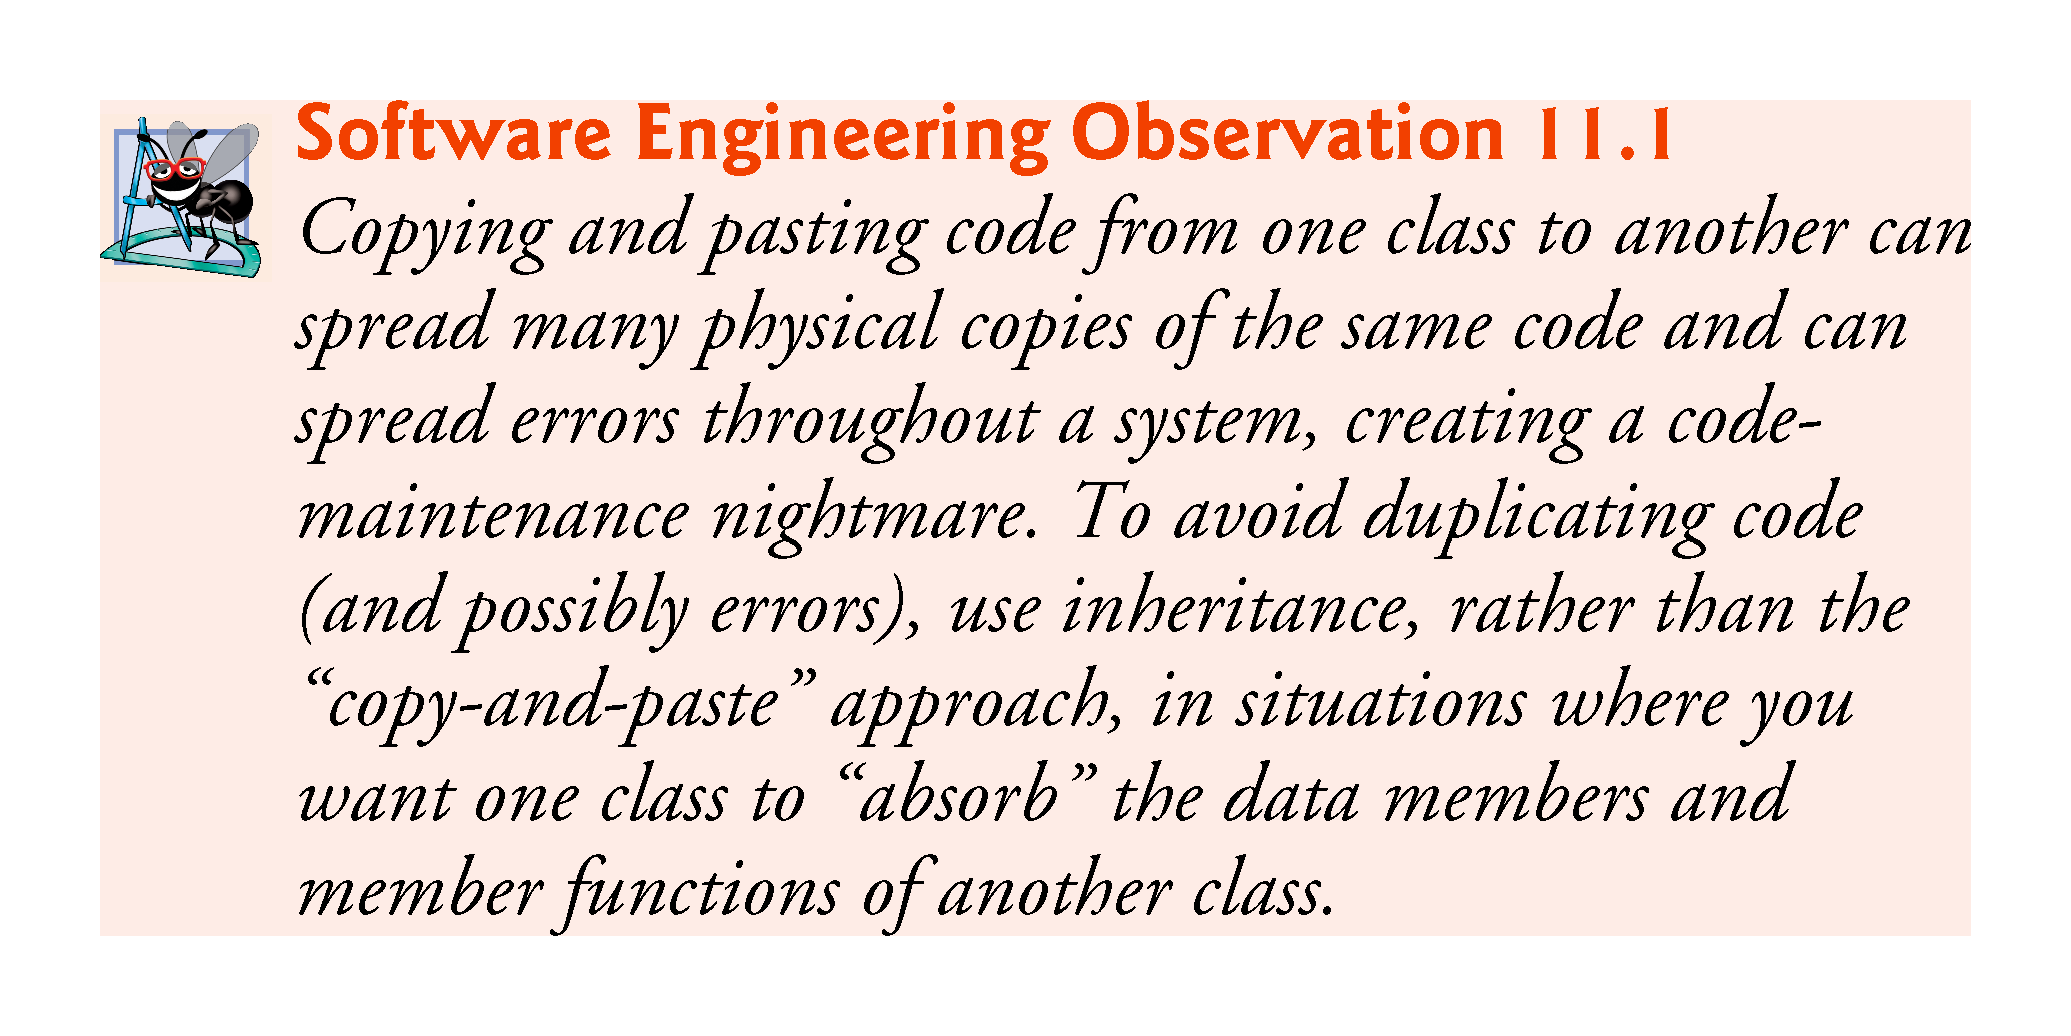 Software Engineering Observation 11.1
Copying and pasting code from one class to another can
spread many physical copies of the same code and can
spread errors throughout a system, creating a code-
maintenance nightmare. To avoid duplicating code
(and possibly errors), use inheritance, rather than the
“copy-and-paste” approach, in situations where you
want one class to “absorb” the data members and
member functions of another class.